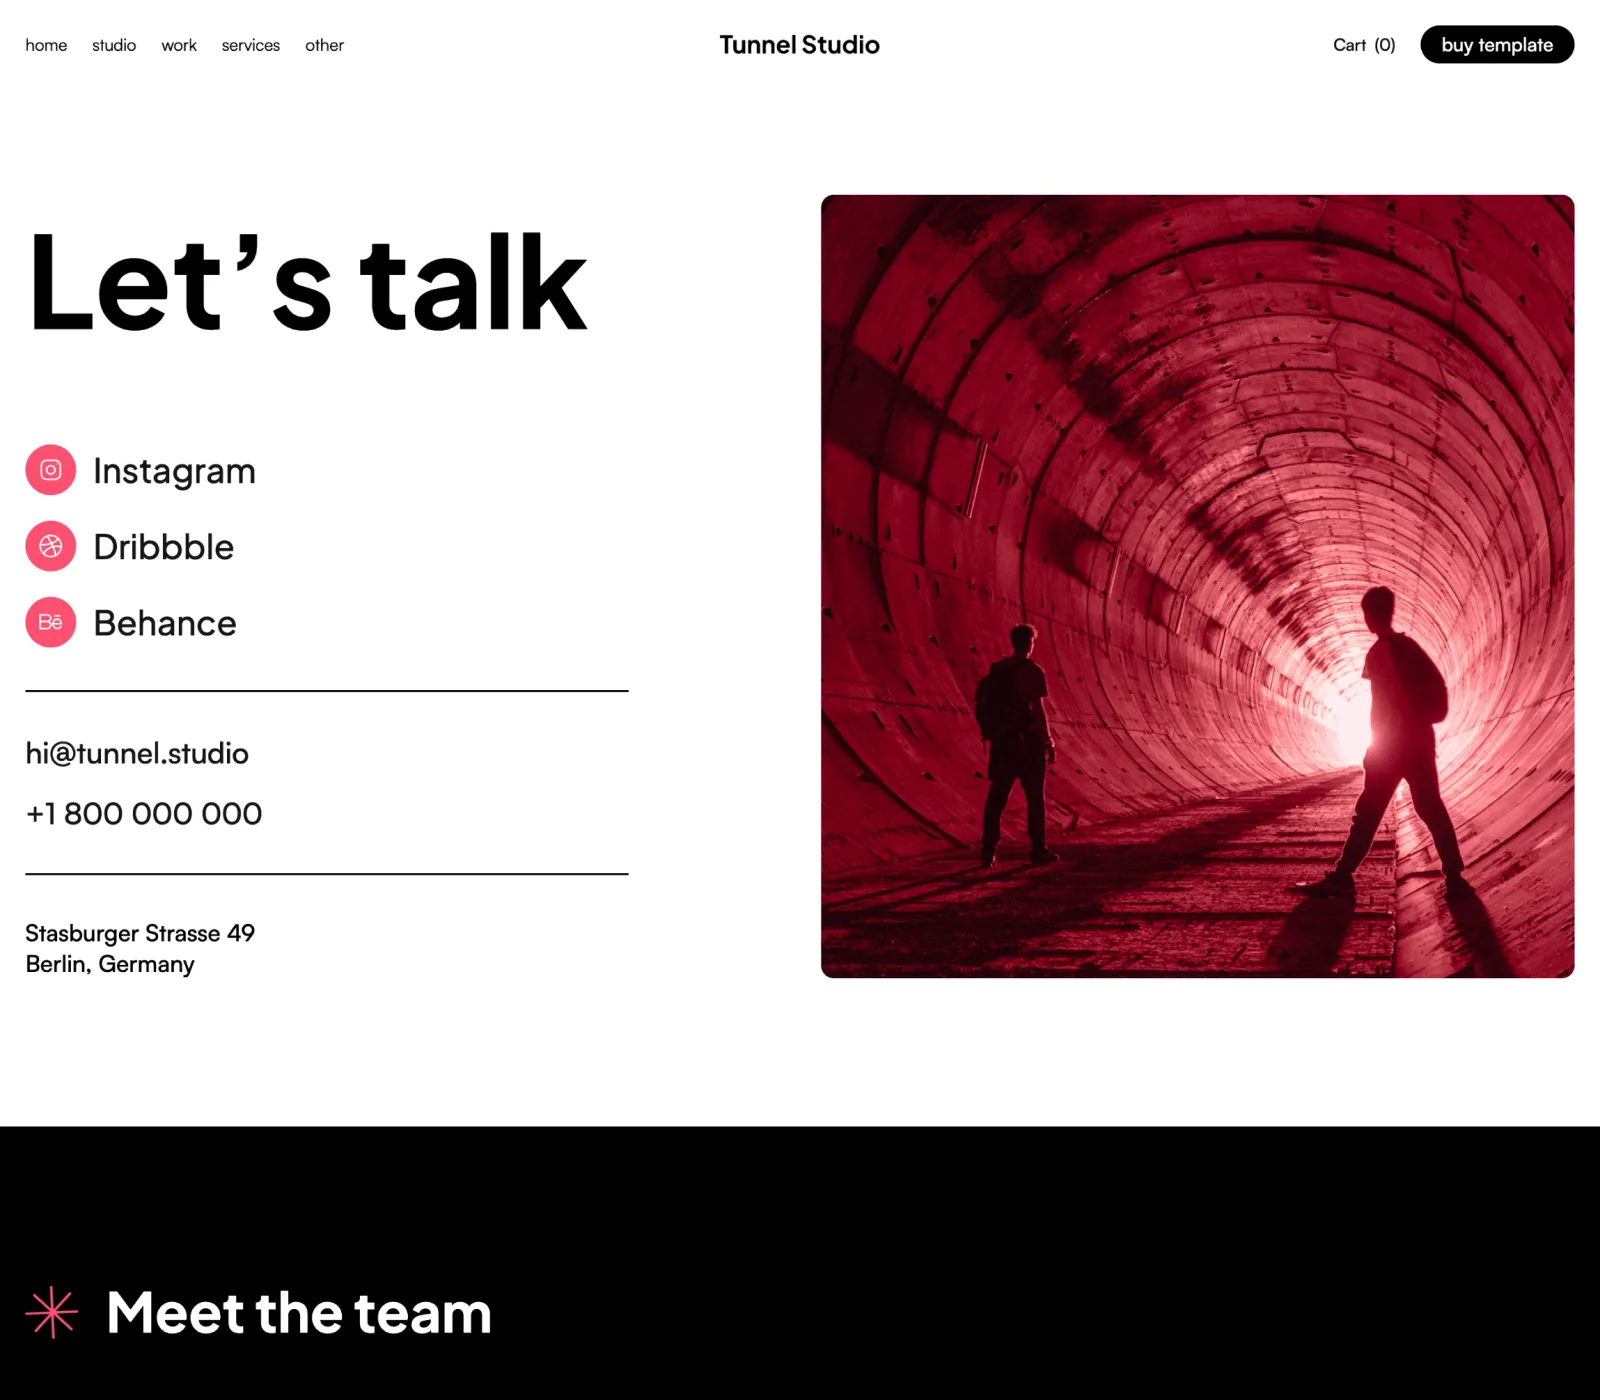 home studio work services other
Tunnel Studio
Cart (0)
buy template
Let’s talk
Instagram
Dribbble
Bē Behance
hi@tunnel.studio
+1 800 000 000
Stasburger Strasse 49
Berlin, Germany
Meet the team